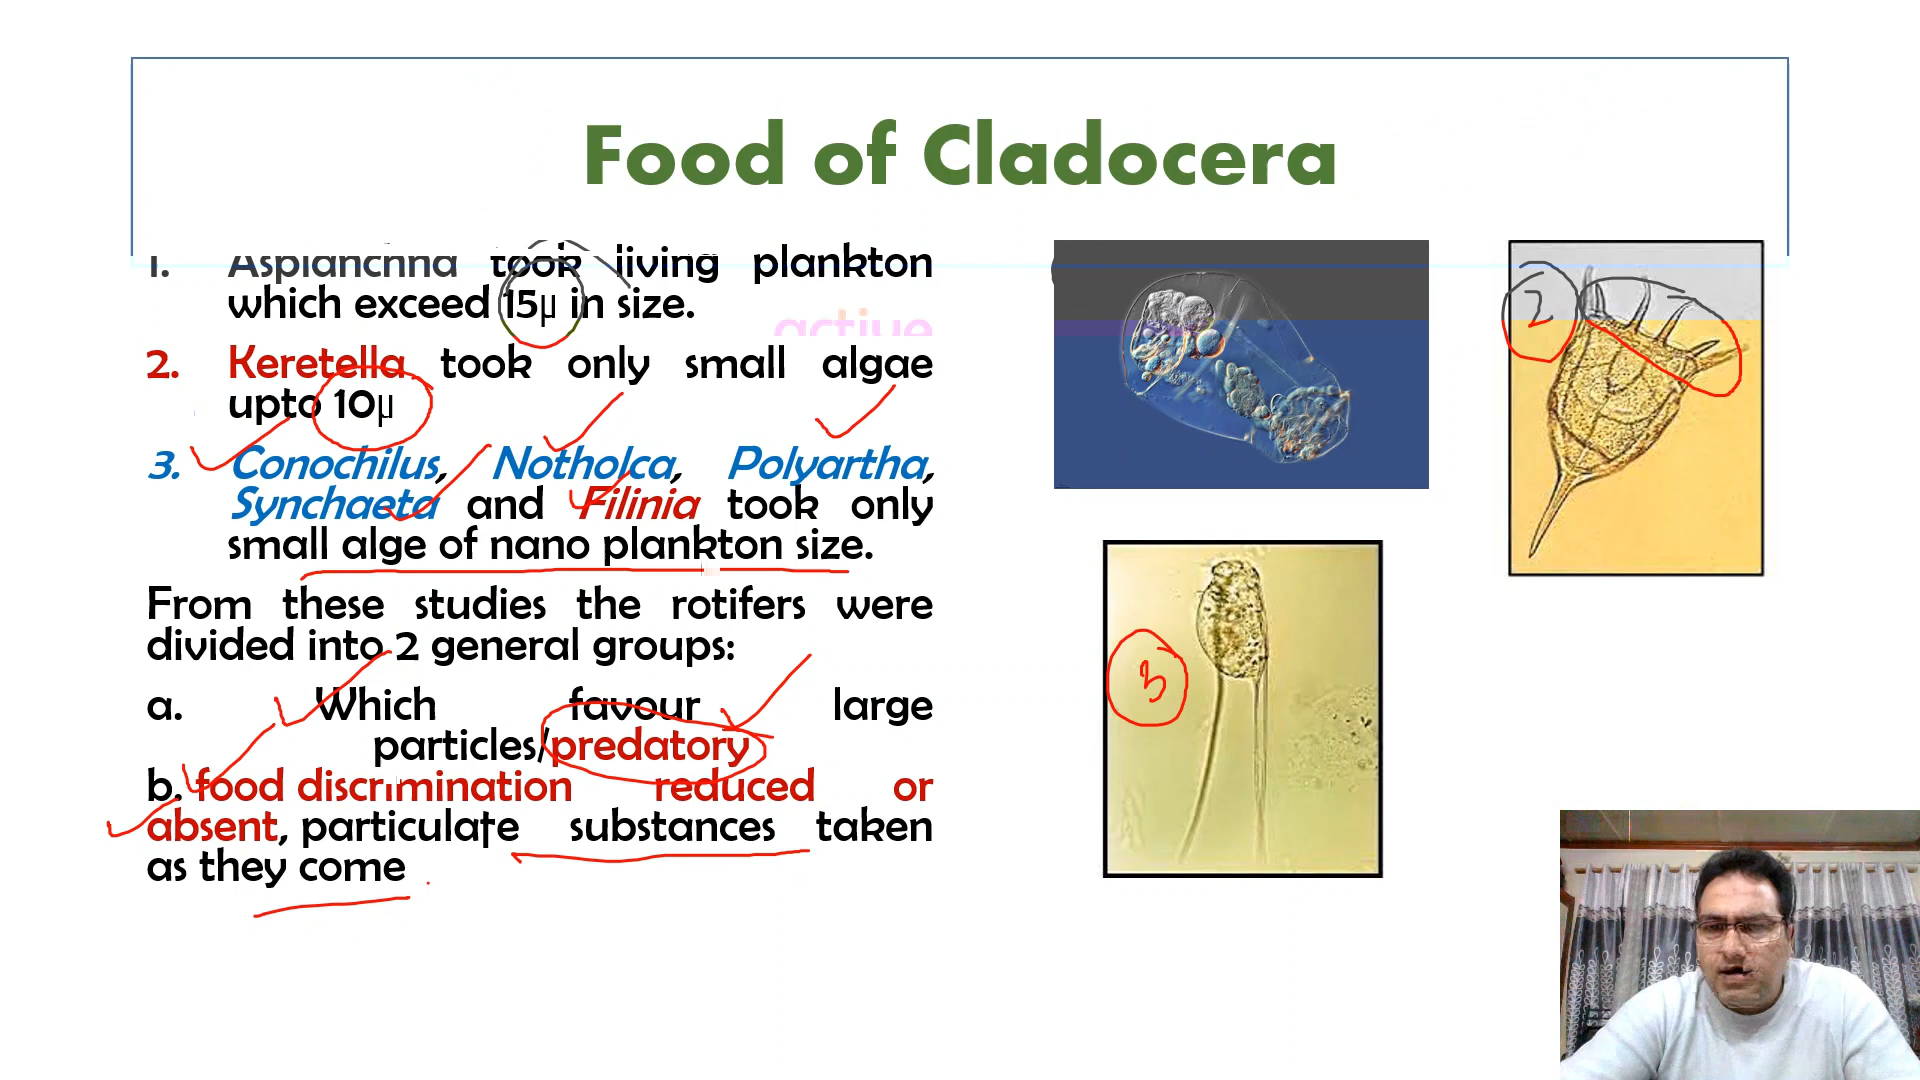 Food of Cladocera
1. Asplanchna took living plankton
which exceed 15μ in size.
active
2. Keretella took only small algae
upto 10μ
3. Conochilus, Notholca, Polyartha,
Synchaeta and Filinia took only
small alge of nano plankton size.
From these studies the rotifers were
divided into 2 general groups:
a. Which favour large
particles/predatory
b. food discrimination reduced or
absent, particulate substances taken
as they come
2
3